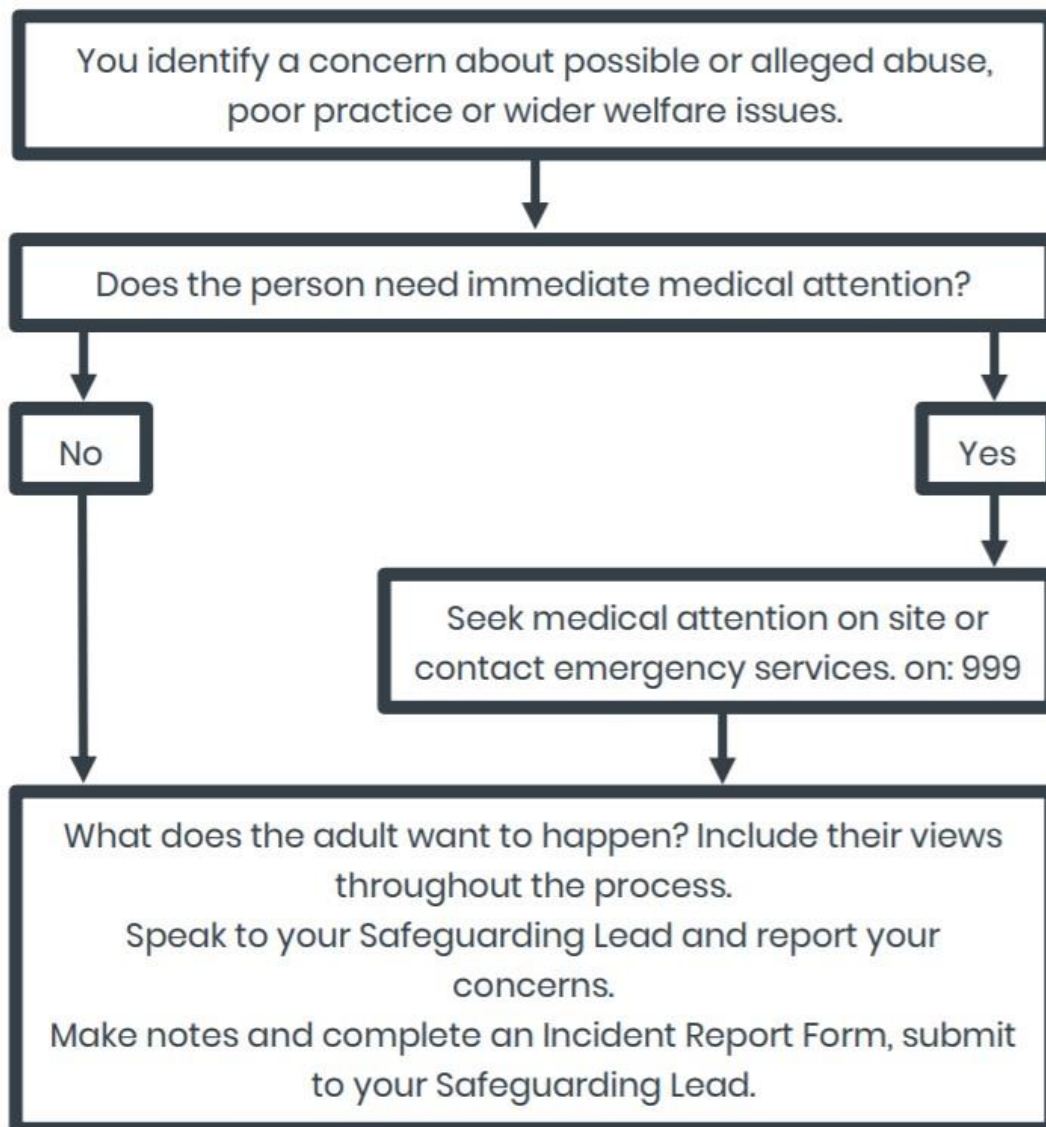 You identify a concern about possible or alleged abuse,
poor practice or wider welfare issues.
Does the person need immediate medical attention?
No
Yes
Seek medical attention on site or
contact emergency services. on: 999
What does the adult want to happen? Include their views
throughout the process.
Speak to your Safeguarding Lead and report your
concerns.
Make notes and complete an Incident Report Form, submit
to your Safeguarding Lead.